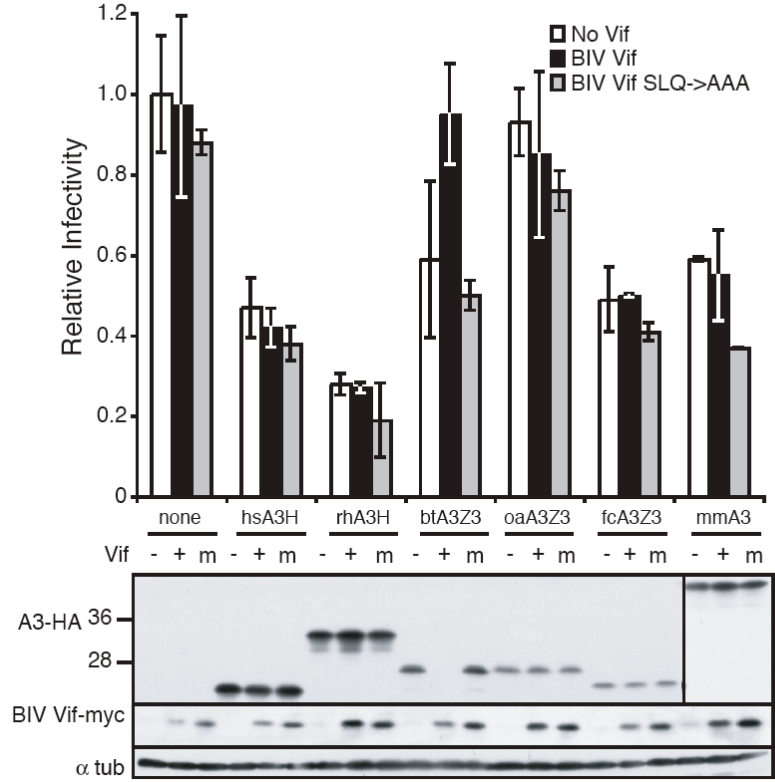 1.2
No Vif
BIV Vif
BIV Vif SLQ->AAA
1.0
0.8
0.6
0.4
0.2
0
Relative Infectivity
none hsA3H rhA3H btA3Z3 oaA3Z3 fcA3Z3 mmA3
Vif - + m - + m - + m - + m - + m - + m - + m
A3-HA 36
28
BIV Vif-myc
α tub